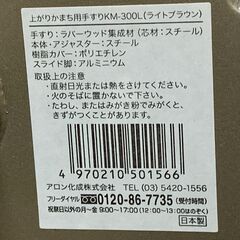 上がりかまち用手すりKM-300L(ライトブラウン)
手すり：ラバーウッド集成材（芯材：スチール）
本体・アジャスター：スチール
樹脂カバー：ポリエチレン
スライド脚：アルミニウム
取扱上の注意
・直射日光または熱をさけてください。
・火のそばに置かないでください。
・また、たわしまたはみがき粉でみがくと、
きずがつくことがあります。
4970210501566
アロン化成株式会社 TEL (03) 5420-1556
フリーダイヤル 0120-86-7735 (受付時間)
祝祭日以外の月～金 9:00～17:00 (12:00～13:00はのぞく)
日本製